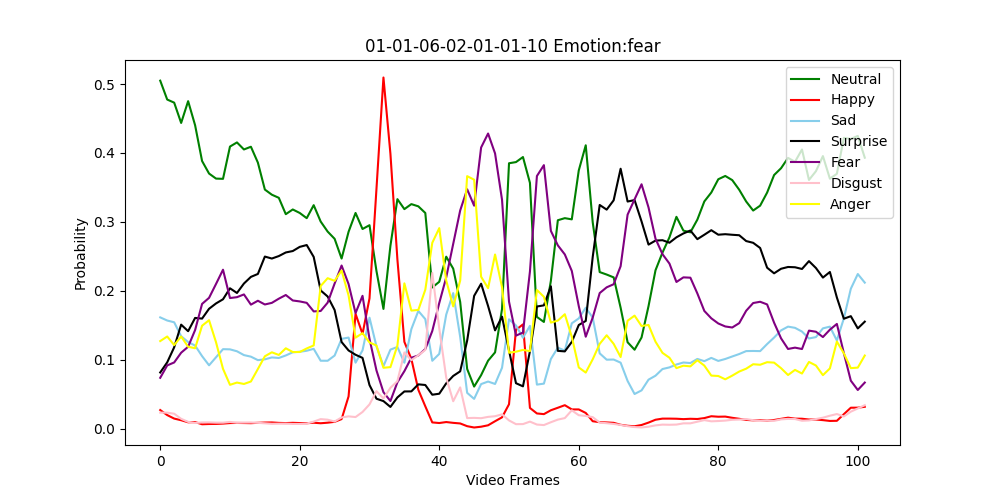 01-01-06-02-01-01-10 Emotion:fear
Neutral
Happy
Sad
Surprise
Fear
Disgust
Anger
Probability
0.5
0.4
0.3
0.2
0.1
0.0
0 20 40 60 80 100
Video Frames